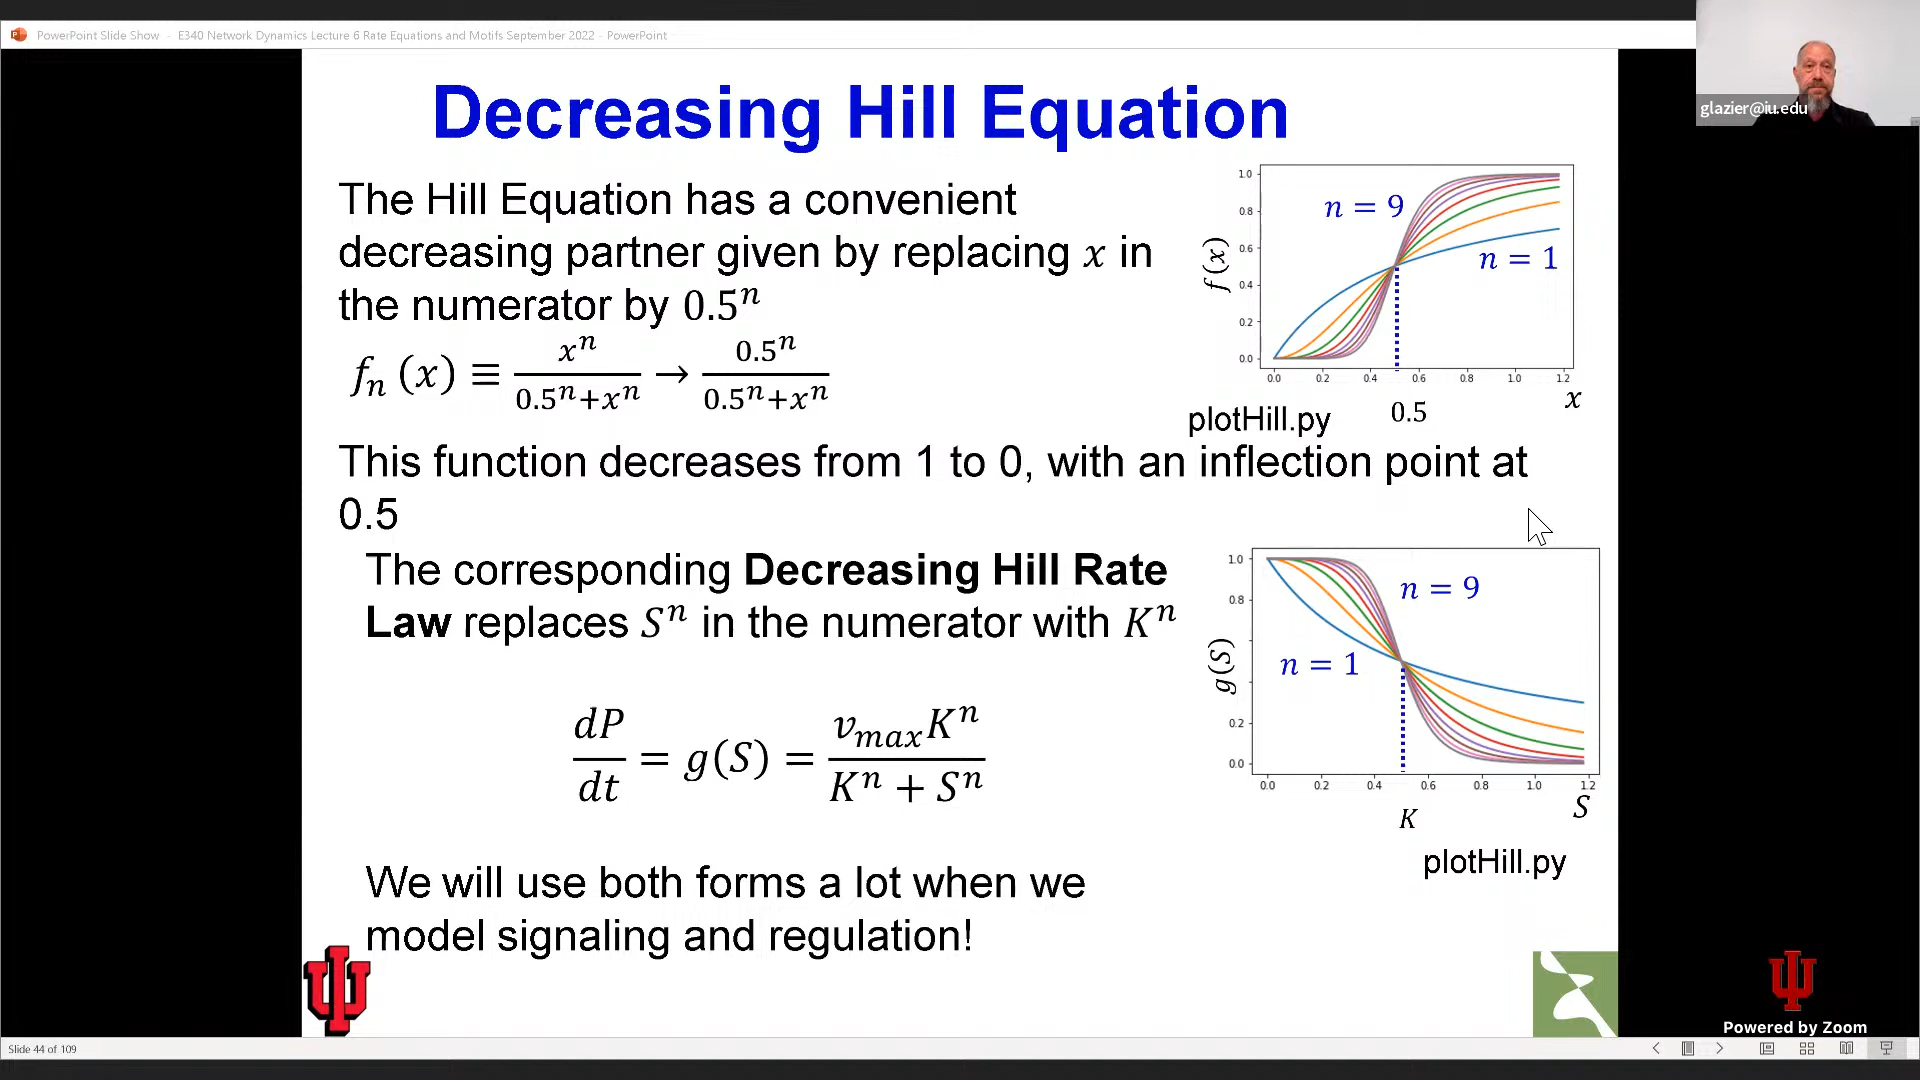 PowerPoint Slide Show - E340 Network Dynamics Lecture 6 Rate Equations and Motifs September 2022 - PowerPoint
glazier@iu.edu
Decreasing Hill Equation
The Hill Equation has a convenient
decreasing partner given by replacing x in
the numerator by 0.5ⁿ
fₙ (x) ≡ xⁿ/(0.5ⁿ+xⁿ) → 0.5ⁿ/(0.5ⁿ+xⁿ)
1.0
0.8
0.6
0.4
0.2
0.0
f(x)
n = 9
n = 1
0.0 0.2 0.4 0.6 0.8 1.0 1.2
x
0.5
plotHill.py
This function decreases from 1 to 0, with an inflection point at
0.5
The corresponding Decreasing Hill Rate
Law replaces Sⁿ in the numerator with Kⁿ
dP/dt = g(S) = v_max Kⁿ/(Kⁿ + Sⁿ)
1.0
0.8
0.2
0.0
g(S)
n = 9
n = 1
0.0 0.2 0.4 0.6 0.8 1.0 1.2
K
S
plotHill.py
We will use both forms a lot when we
model signaling and regulation!
Powered by Zoom
Slide 44 of 109